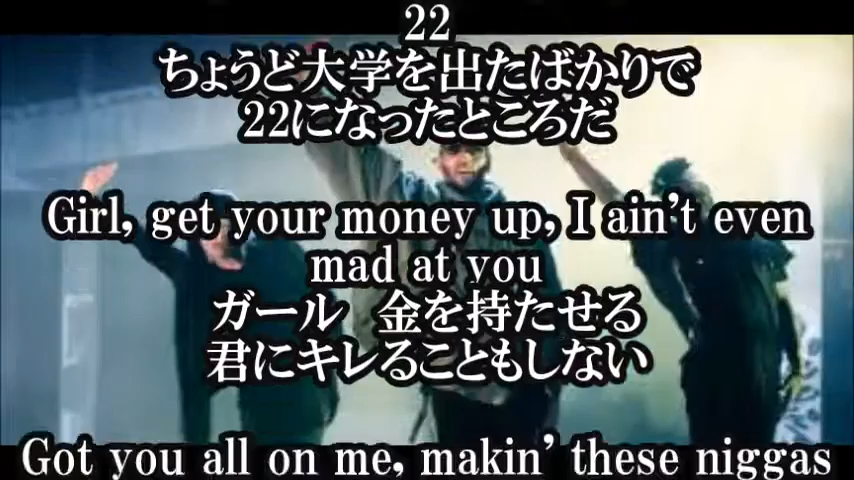 22
ちょうど大学を出たばかりで
22になったところだ
Girl, get your money up, I ain't even
mad at you
ガール 金を持たせる
君にキレることもしない
Got you all on me, makin' these niggas